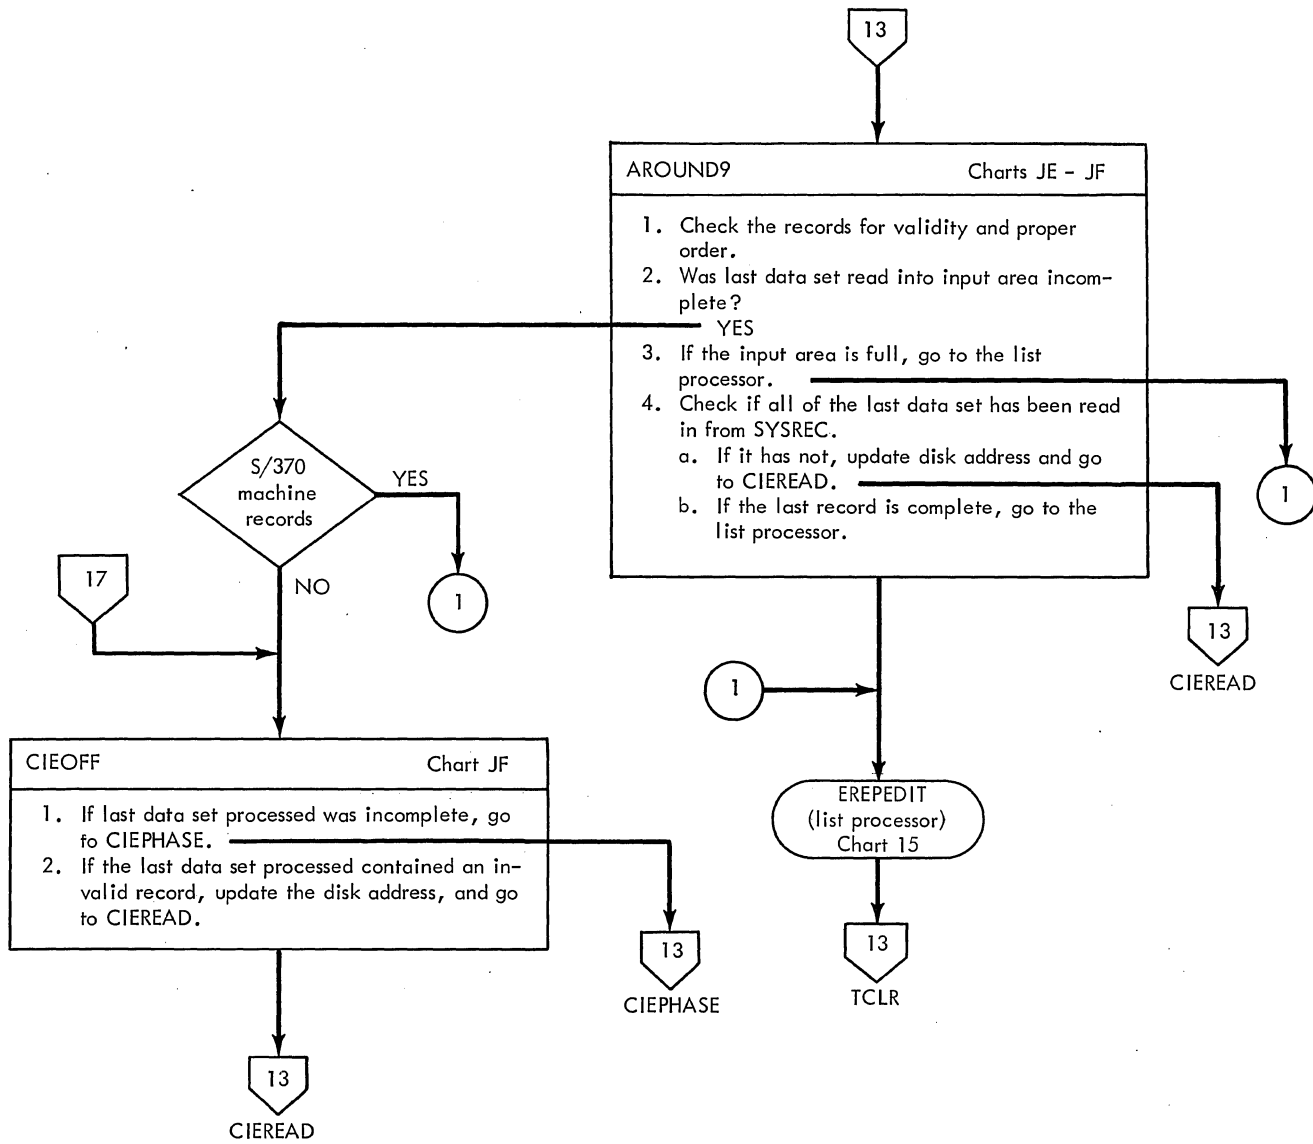 13
AROUND9 Charts JE - JF
1. Check the records for validity and proper
order.
2. Was last data set read into input area incom-
plete?
YES
3. If the input area is full, go to the list
processor.
4. Check if all of the last data set has been read
in from SYSREC.
a. If it has not, update disk address and go
to CIEREAD.
b. If the last record is complete, go to the
list processor.
S/370
machine
records
YES
NO
1
1
17
13
CIEREAD
1
CIEOFF Chart JF
1. If last data set processed was incomplete, go
fo CIEPHASE.
2. If the last data set processed contained an in-
valid record, update the disk address, and go
to CIEREAD.
EREPEDIT
(list processor)
Chart 15
13
CIEPHASE
13
TCLR
13
CIEREAD